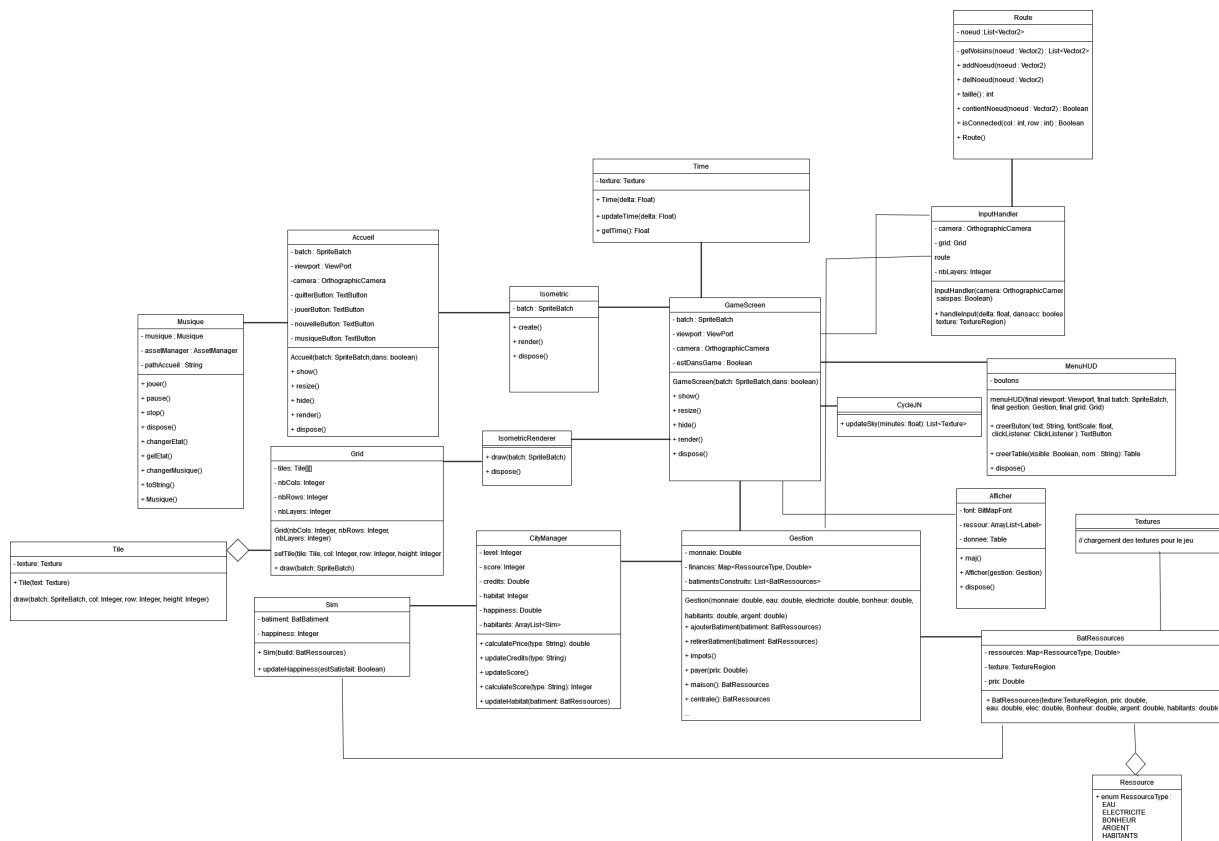 Route
- noeud :List<Vector2>
- getVoisins(noeud : Vector2) : List<Vector2>
+ addNoeud(noeud : Vector2)
+ delNoeud(noeud : Vector2)
+ taille() : int
+ contientNoeud(noeud : Vector2) : Boolean
+ isConnected(col : int, row : int) : Boolean
+ Route()
Time
- texture: Texture
+ Time(delta: Float)
+ updateTime(delta: Float)
+ getTime(): Float
InputHandler
- camera : OrthographicCamera
- grid: Grid
route
- nbLayers: Integer
InputHandler(camera: OrthographicCamer
saispas: Boolean)
+ handleInput(delta: float, dansacc: boolee
texture: TextureRegion)
Accueil
- batch : SpriteBatch
- viewport : ViewPort
-camera : OrthographicCamera
- quitterButton: TextButton
- jouerButton: TextButton
- nouvelleButton: TextButton
- musiqueButton: TextButton
Accueil(batch: SpriteBatch,dans: boolean)
+ show()
+ resize()
+ hide()
+ render()
+ dispose()
Isometric
- batch : SpriteBatch
+ create()
+ render()
+ dispose()
GameScreen
- batch : SpriteBatch
- viewport : ViewPort
- camera : OrthographicCamera
- estDansGame : Boolean
GameScreen(batch: SpriteBatch,dans: boolean)
+ show()
+ resize()
+ hide()
+ render()
+ dispose()
Musique
- musique : Musique
- assetManager : AssetManager
- pathAccueil : String
+ jouer()
+ pause()
+ stop()
+ dispose()
+ changerEtat()
+ getEtat()
+ changerMusique()
+ toString()
+ Musique()
MenuHUD
- boutons
menuHUD(final viewport: Viewport, final batch: SpriteBatch,
final gestion: Gestion, final grid: Grid)
+ creerButon( text: String, fontScale: float,
clickListener: ClickListener ): TextButton
+ creerTable(visible :Boolean, nom : String): Table
+ dispose()
CycleJN
+ updateSky(minutes: float): List<Texture>
IsometricRenderer
+ draw(batch: SpriteBatch)
+ dispose()
Grid
- tiles: Tile[][]
- nbCols: Integer
- nbRows: Integer
- nbLayers: Integer
Grid(nbCols: Integer, nbRows: Integer,
nbLayers: Integer)
setTile(tile: Tile, col: Integer, row: Integer, height: Integer
+ draw(batch: SpriteBatch)
Afficher
- font: BitMapFont
- ressour: ArrayList<Label>
- donnee: Table
+ maj()
+ Afficher(gestion: Gestion)
+ dispose()
Textures
// chargement des textures pour le jeu
Tile
- texture: Texture
+ Tile(text: Texture)
draw(batch: SpriteBatch, col: Integer, row: Integer, height: Integer)
CityManager
- level: Integer
- score: Integer
- credits: Double
- habitat: Integer
- happiness: Double
- habitants: ArrayList<Sim>
+ calculatePrice(type: String): double
+ updateCredits(type: String)
+ updateScore()
+ calculateScore(type: String): Integer
+ updateHabitat(batiment: BatRessources)
Gestion
- monnaie: Double
- finances: Map<RessourceType, Double>
- batimentsConstruits: List<BatRessources>
Gestion(monnaie: double, eau: double, electricite: double, bonheur: double,
habitants: double, argent: double)
+ ajouterBatiment(batiment: BatRessources)
+ retirerBatiment(batiment: BatRessources)
+ impots()
+ payer(prix: Double)
+ maison(): BatRessources
+ centrale(): BatRessources
...
Sim
- batiment: BatBatiment
- happiness: Integer
+ Sim(build: BatRessources)
+ updateHappiness(estSatisfait: Boolean)
BatRessources
- ressources: Map<RessourceType, Double>
- texture: TextureRegion
- prix: Double
+ BatRessources(texture:TextureRegion, prix: double,
eau: double, elec: double, Bonheur: double, argent: double, habitants: double
Ressource
+ enum RessourceType :
EAU
ELECTRICITE
BONHEUR
ARGENT
HABITANTS